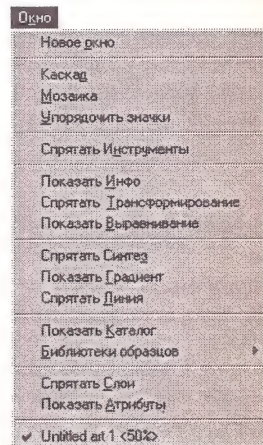 Окно
Новое окно
Каскад
Мозаика
Упорядочить значки
Спрятать Инструменты
Показать Инфо
Спрятать Трансформирование
Показать Выравнивание
Спрятать Синтез
Показать Градиент
Спрятать Линия
Показать Каталог
Библиотеки образцов
Спрятать Слои
Показать Атрибуты
✔ Untitled art 1 <50%>